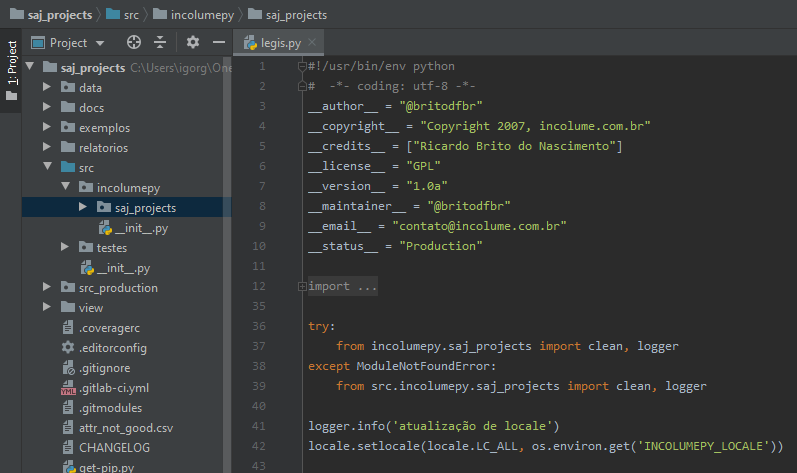 saj_projects src incolumepy saj_projects
1: Project
Project
legis.py
saj_projects C:\Users\igorg\One
data
docs
exemplos
relatorios
src
incolumepy
saj_projects
__init__.py
testes
__init__.py
src_production
view
.coveragerc
.editorconfig
.gitignore
.gitlab-ci.yml
.gitmodules
attr_not_good.csv
CHANGELOG
get-pip.py
1 #!/usr/bin/env python
2 #  -*- coding: utf-8 -*-
3 __author__ = "@britodfbr"
4 __copyright__ = "Copyright 2007, incolume.com.br"
5 __credits__ = ["Ricardo Brito do Nascimento"]
6 __license__ = "GPL"
7 __version__ = "1.0a"
8 __maintainer__ = "@britodfbr"
9 __email__ = "contato@incolume.com.br"
10 __status__ = "Production"
11
12 import ...
35
36 try:
37     from incolumepy.saj_projects import clean, logger
38 except ModuleNotFoundError:
39     from src.incolumepy.saj_projects import clean, logger
40
41 logger.info('atualização de locale')
42 locale.setlocale(locale.LC_ALL, os.environ.get('INCOLUMEPY_LOCALE'))
43